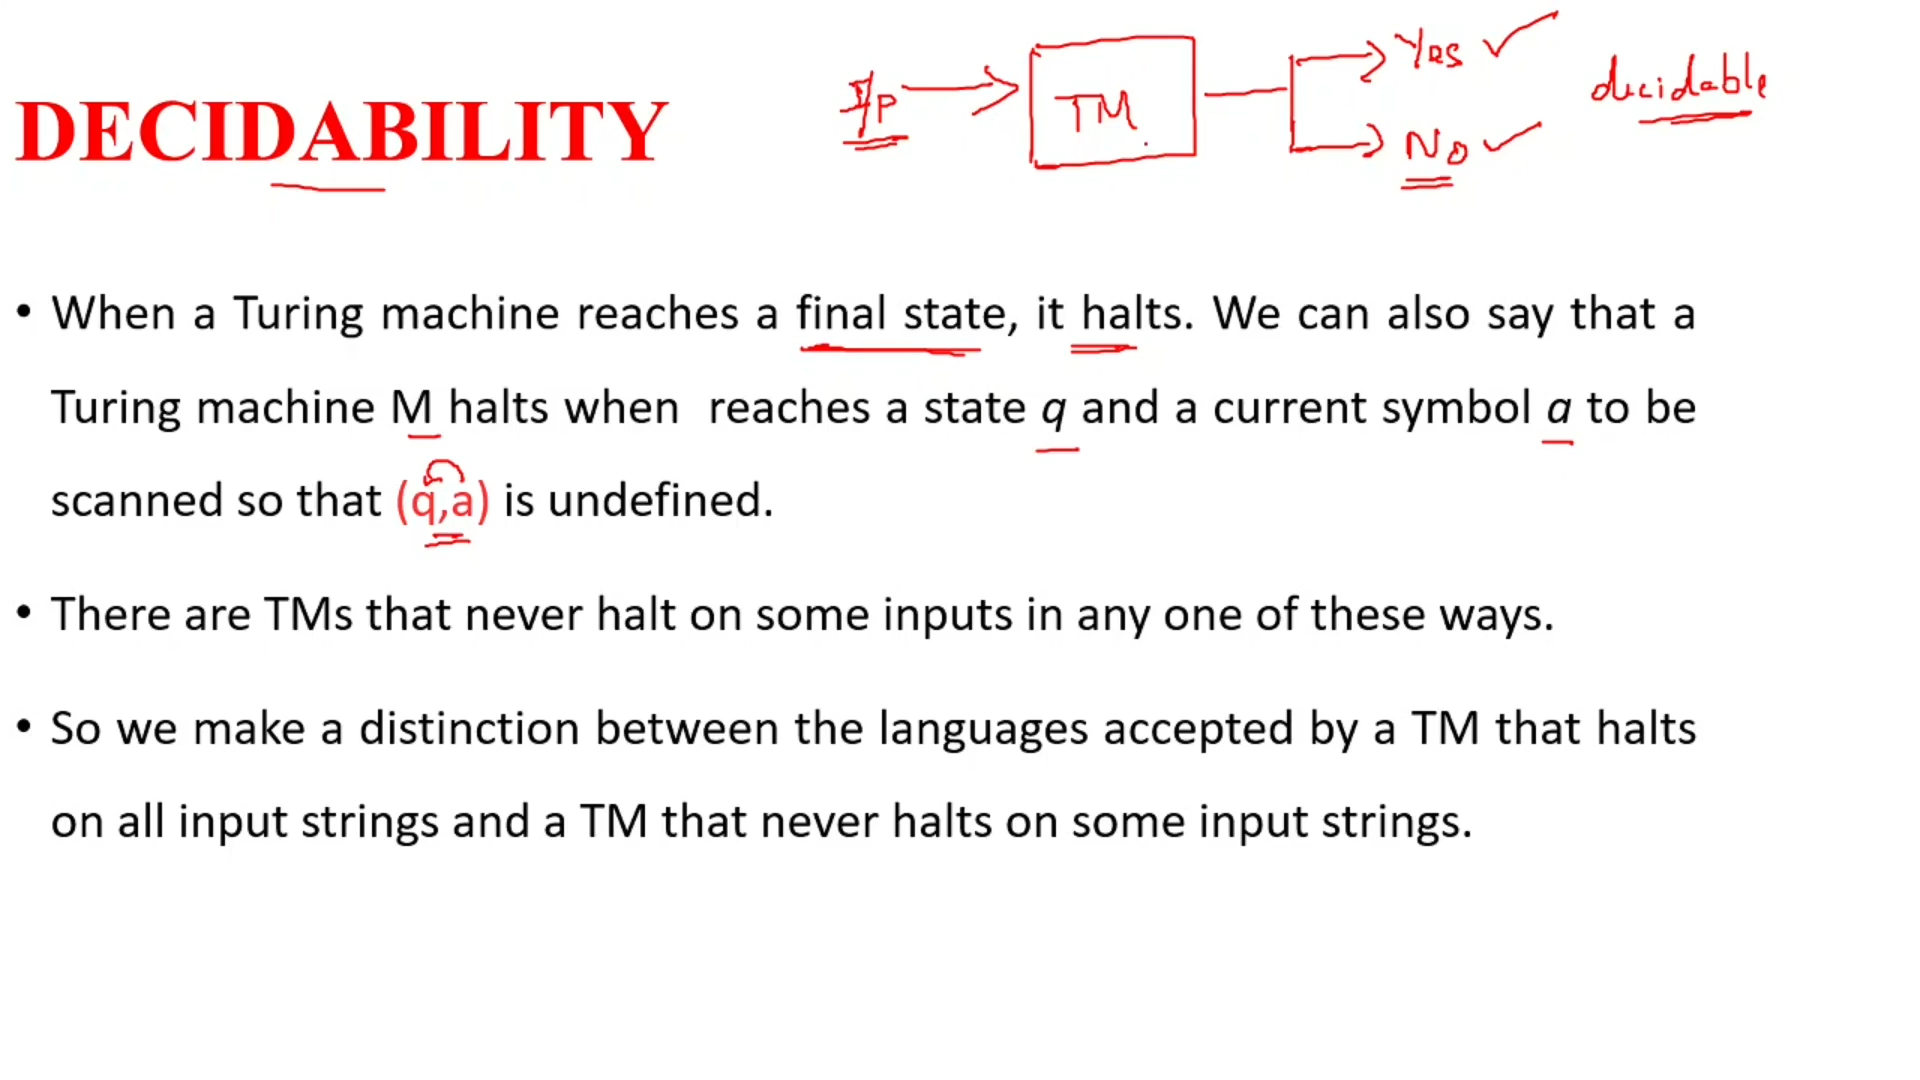 I/P TM Yes
decidable
DECIDABILITY
No
• When a Turing machine reaches a final state, it halts. We can also say that a
Turing machine M halts when reaches a state q and a current symbol a to be
scanned so that (q,a) is undefined.
• There are TMs that never halt on some inputs in any one of these ways.
• So we make a distinction between the languages accepted by a TM that halts
on all input strings and a TM that never halts on some input strings.